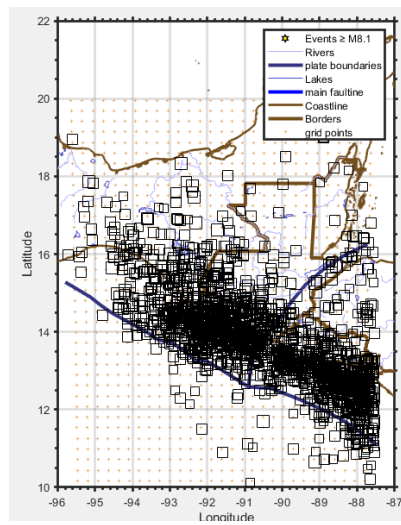 Events ≥ M8.1
Rivers
plate boundaries
Lakes
main faultine
Coastline
Borders
grid points
22
20
18
16
14
12
10
Latitude
-96 -95 -94 -93 -92 -91 -90 -89 -88 -87
Longitude